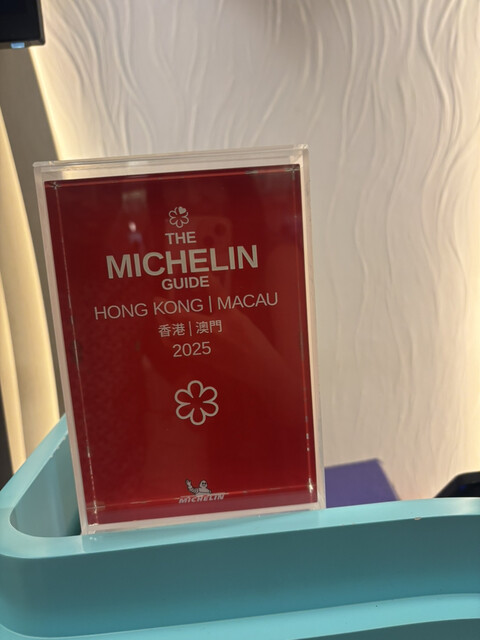 THE
MICHELIN
GUIDE
HONG KONG | MACAU
香港 | 澳門
2025
MICHELIN